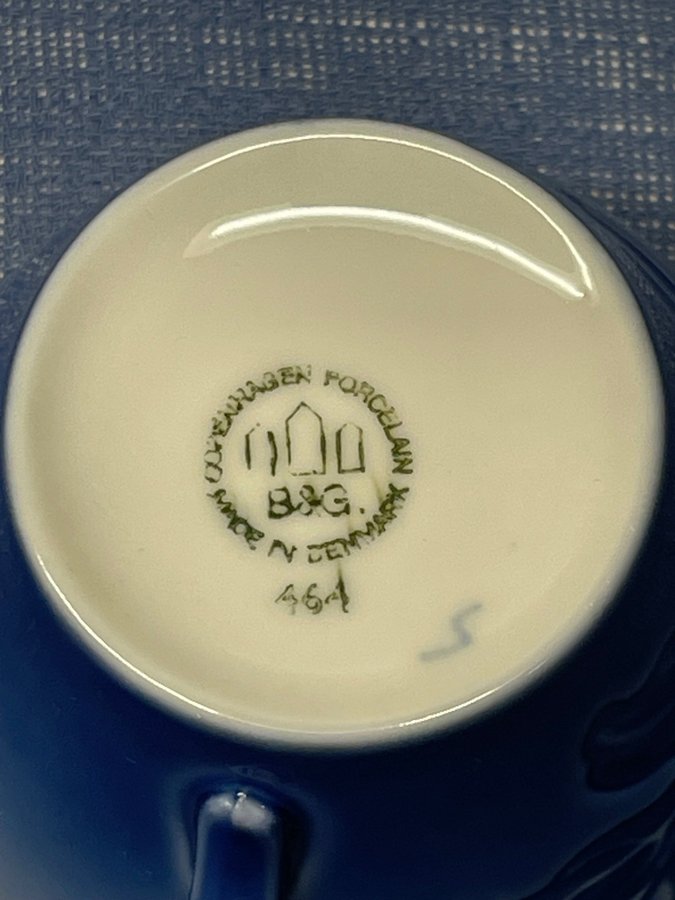 COPENHAGEN PORCELAIN
B&G.
MADE IN DENMARK
464
S